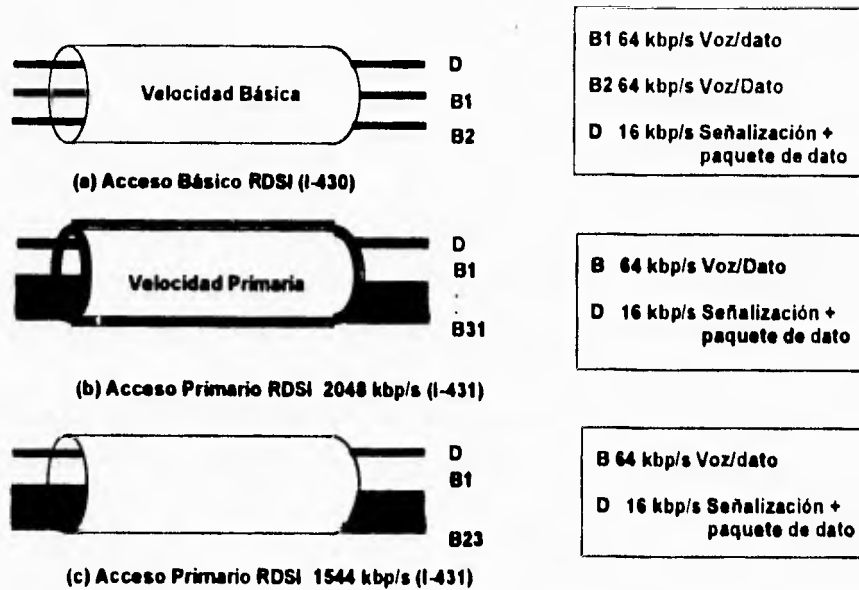 Velocidad Básica
D
B1
B2
(a) Acceso Básico RDSI (I-430)
B1 64 kbp/s Voz/dato
B2 64 kbp/s Voz/Dato
D 16 kbp/s Señalización +
paquete de dato
Velocidad Primaria
D
B1
B31
(b) Acceso Primario RDSI 2048 kbp/s (I-431)
B 64 kbp/s Voz/Dato
D 16 kbp/s Señalización +
paquete de dato
D
B1
B23
(c) Acceso Primario RDSI 1544 kbp/s (I-431)
B 64 kbp/s Voz/dato
D 16 kbp/s Señalización +
paquete de dato